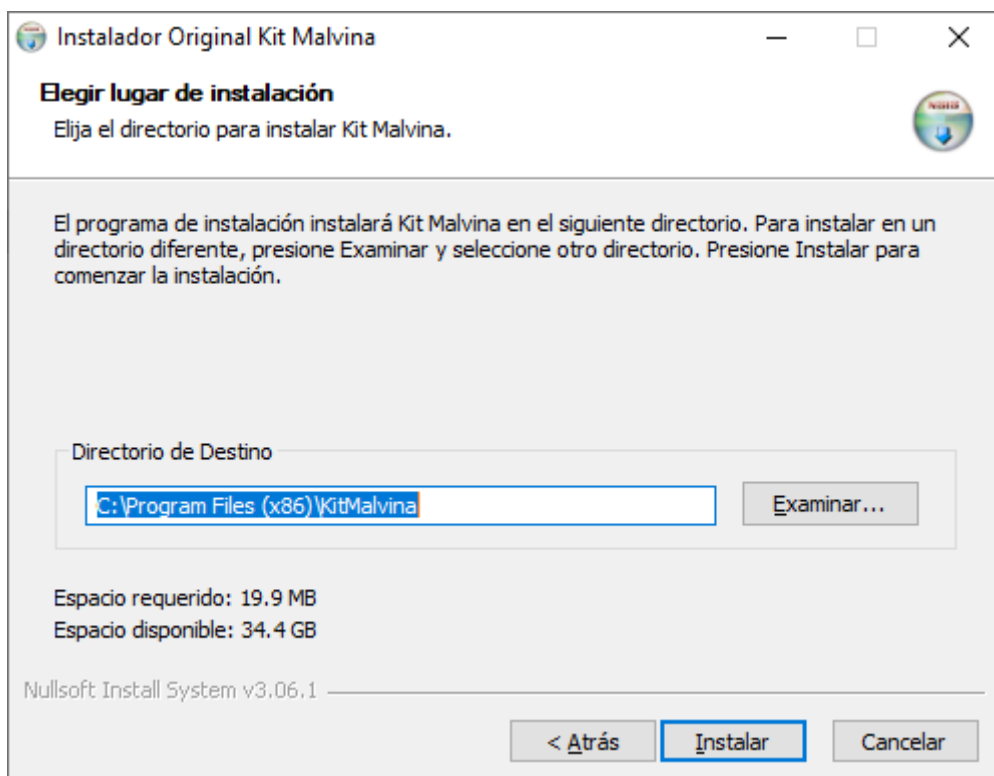 Instalador Original Kit Malvina
Elegir lugar de instalación
Elija el directorio para instalar Kit Malvina.
El programa de instalación instalará Kit Malvina en el siguiente directorio. Para instalar en un
directorio diferente, presione Examinar y seleccione otro directorio. Presione Instalar para
comenzar la instalación.
Directorio de Destino
C:\Program Files (x86)\KitMalvina
Examinar...
Espacio requerido: 19.9 MB
Espacio disponible: 34.4 GB
Nullsoft Install System v3.06.1
< Atrás
Instalar
Cancelar